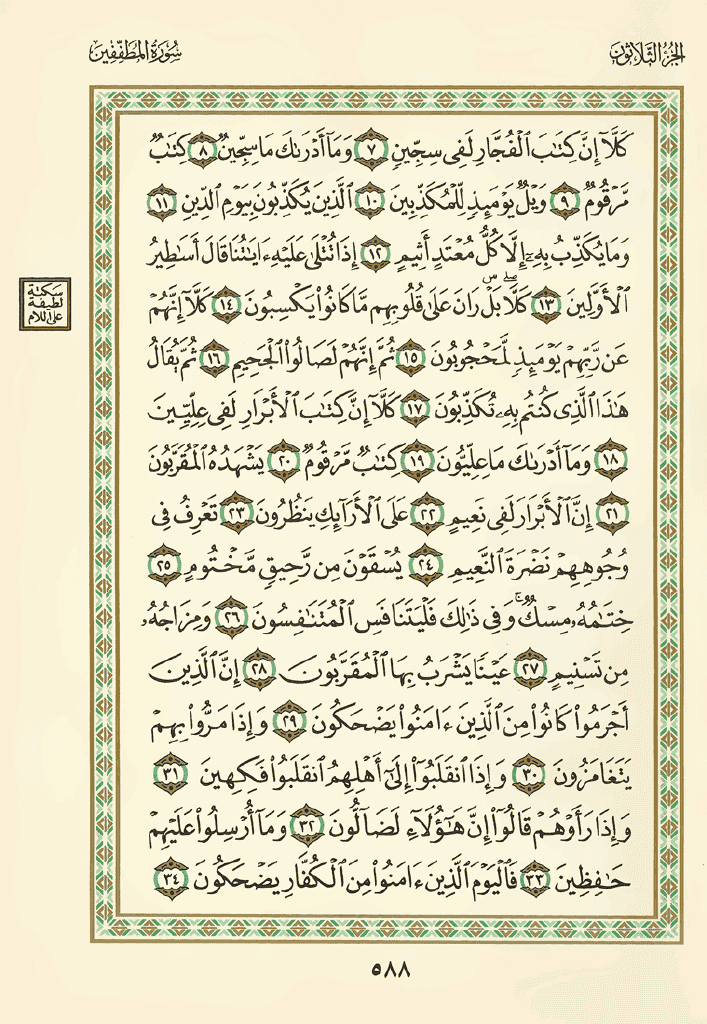 الجزء الثلاثون
سورة المطففين
كَلَّآ إِنَّ كِتَٰبَ ٱلْفُجَّارِ لَفِى سِجِّينٍ ٧ وَمَآ أَدْرَىٰكَ مَا سِجِّينٌ ٨ كِتَٰبٌ
مَّرْقُومٌ ٩ وَيْلٌ يَوْمَئِذٍ لِّلْمُكَذِّبِينَ ١٠ ٱلَّذِينَ يُكَذِّبُونَ بِيَوْمِ ٱلدِّينِ ١١
وَمَا يُكَذِّبُ بِهِۦٓ إِلَّا كُلُّ مُعْتَدٍ أَثِيمٍ ١٢ إِذَا تُتْلَىٰ عَلَيْهِ ءَايَٰتُنَا قَالَ أَسَٰطِيرُ
ٱلْأَوَّلِينَ ١٣ كَلَّا ۖ بَلْ ۜ رَانَ عَلَىٰ قُلُوبِهِم مَّا كَانُوا۟ يَكْسِبُونَ ١٤ كَلَّآ إِنَّهُمْ
سكتة
لطيفة
على اللام
عَن رَّبِّهِمْ يَوْمَئِذٍ لَّمَحْجُوبُونَ ١٥ ثُمَّ إِنَّهُمْ لَصَالُوا۟ ٱلْجَحِيمِ ١٦ ثُمَّ يُقَالُ
هَٰذَا ٱلَّذِى كُنتُم بِهِۦ تُكَذِّبُونَ ١٧ كَلَّآ إِنَّ كِتَٰبَ ٱلْأَبْرَارِ لَفِى عِلِّيِّينَ
١٨ وَمَآ أَدْرَىٰكَ مَا عِلِّيُّونَ ١٩ كِتَٰبٌ مَّرْقُومٌ ٢٠ يَشْهَدُهُ ٱلْمُقَرَّبُونَ
٢١ إِنَّ ٱلْأَبْرَارَ لَفِى نَعِيمٍ ٢٢ عَلَى ٱلْأَرَآئِكِ يَنظُرُونَ ٢٣ تَعْرِفُ فِى
وُجُوهِهِمْ نَضْرَةَ ٱلنَّعِيمِ ٢٤ يُسْقَوْنَ مِن رَّحِيقٍ مَّخْتُومٍ ٢٥
خِتَٰمُهُۥ مِسْكٌ ۚ وَفِى ذَٰلِكَ فَلْيَتَنَافَسِ ٱلْمُتَنَٰفِسُونَ ٢٦ وَمِزَاجُهُۥ
مِن تَسْنِيمٍ ٢٧ عَيْنًا يَشْرَبُ بِهَا ٱلْمُقَرَّبُونَ ٢٨ إِنَّ ٱلَّذِينَ
أَجْرَمُوا۟ كَانُوا۟ مِنَ ٱلَّذِينَ ءَامَنُوا۟ يَضْحَكُونَ ٢٩ وَإِذَا مَرُّوا۟ بِهِمْ
يَتَغَامَزُونَ ٣٠ وَإِذَا ٱنقَلَبُوٓا۟ إِلَىٰٓ أَهْلِهِمُ ٱنقَلَبُوا۟ فَكِهِينَ ٣١
وَإِذَا رَأَوْهُمْ قَالُوٓا۟ إِنَّ هَٰٓؤُلَآءِ لَضَآلُّونَ ٣٢ وَمَآ أُرْسِلُوا۟ عَلَيْهِمْ
حَٰفِظِينَ ٣٣ فَٱلْيَوْمَ ٱلَّذِينَ ءَامَنُوا۟ مِنَ ٱلْكُفَّارِ يَضْحَكُونَ ٣٤
٥٨٨